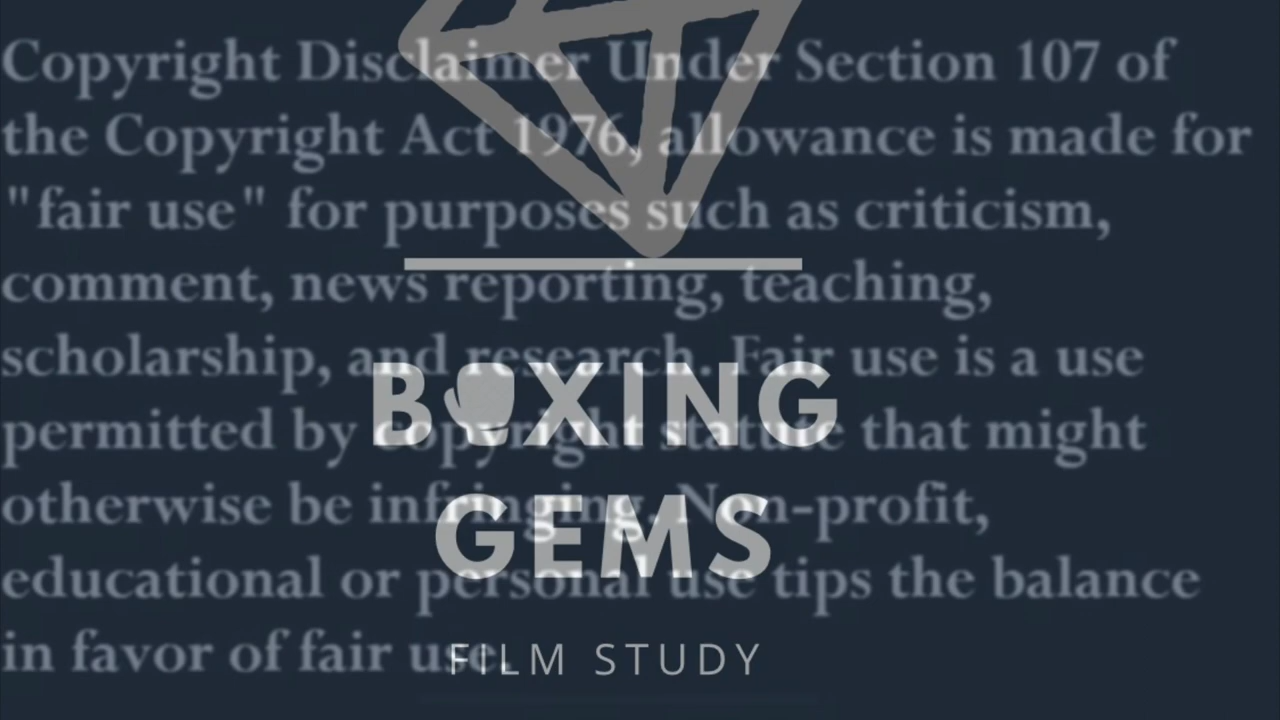 Copyright Disclaimer Under Section 107 of
the Copyright Act 1976, allowance is made for
"fair use" for purposes such as criticism,
comment, news reporting, teaching,
scholarship, and research. Fair use is a use
permitted by copyright statute that might
otherwise be infringing. Non-profit,
educational or personal use tips the balance
in favor of fair use.
BOXING
GEMS
FILM STUDY